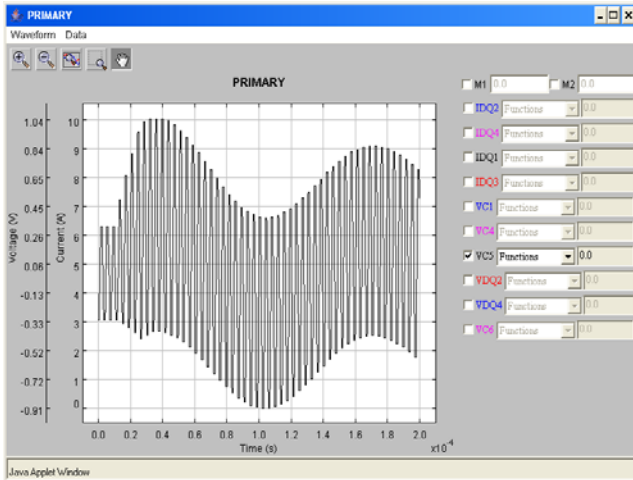 PRIMARY
Waveform Data
PRIMARY
M1 0.0 M2 0.0
IDQ2 Functions 0.0
IDQ4 Functions 0.0
IDQ1 Functions 0.0
IDQ3 Functions 0.0
VC1 Functions 0.0
VC4 Functions 0.0
VC5 Functions 0.0
VDQ2 Functions 0.0
VDQ4 Functions 0.0
VC6 Functions 0.0
Voltage (V)
1.04
0.84
0.65
0.46
0.26
0.06
-0.13
-0.33
-0.52
-0.72
-0.91
Current (A)
10
9
8
7
6
5
4
3
2
1
0
0.0 0.2 0.4 0.6 0.8 1.0 1.2 1.4 1.6 1.8 2.0
Time (s)
x10⁻⁴
Java Applet Window